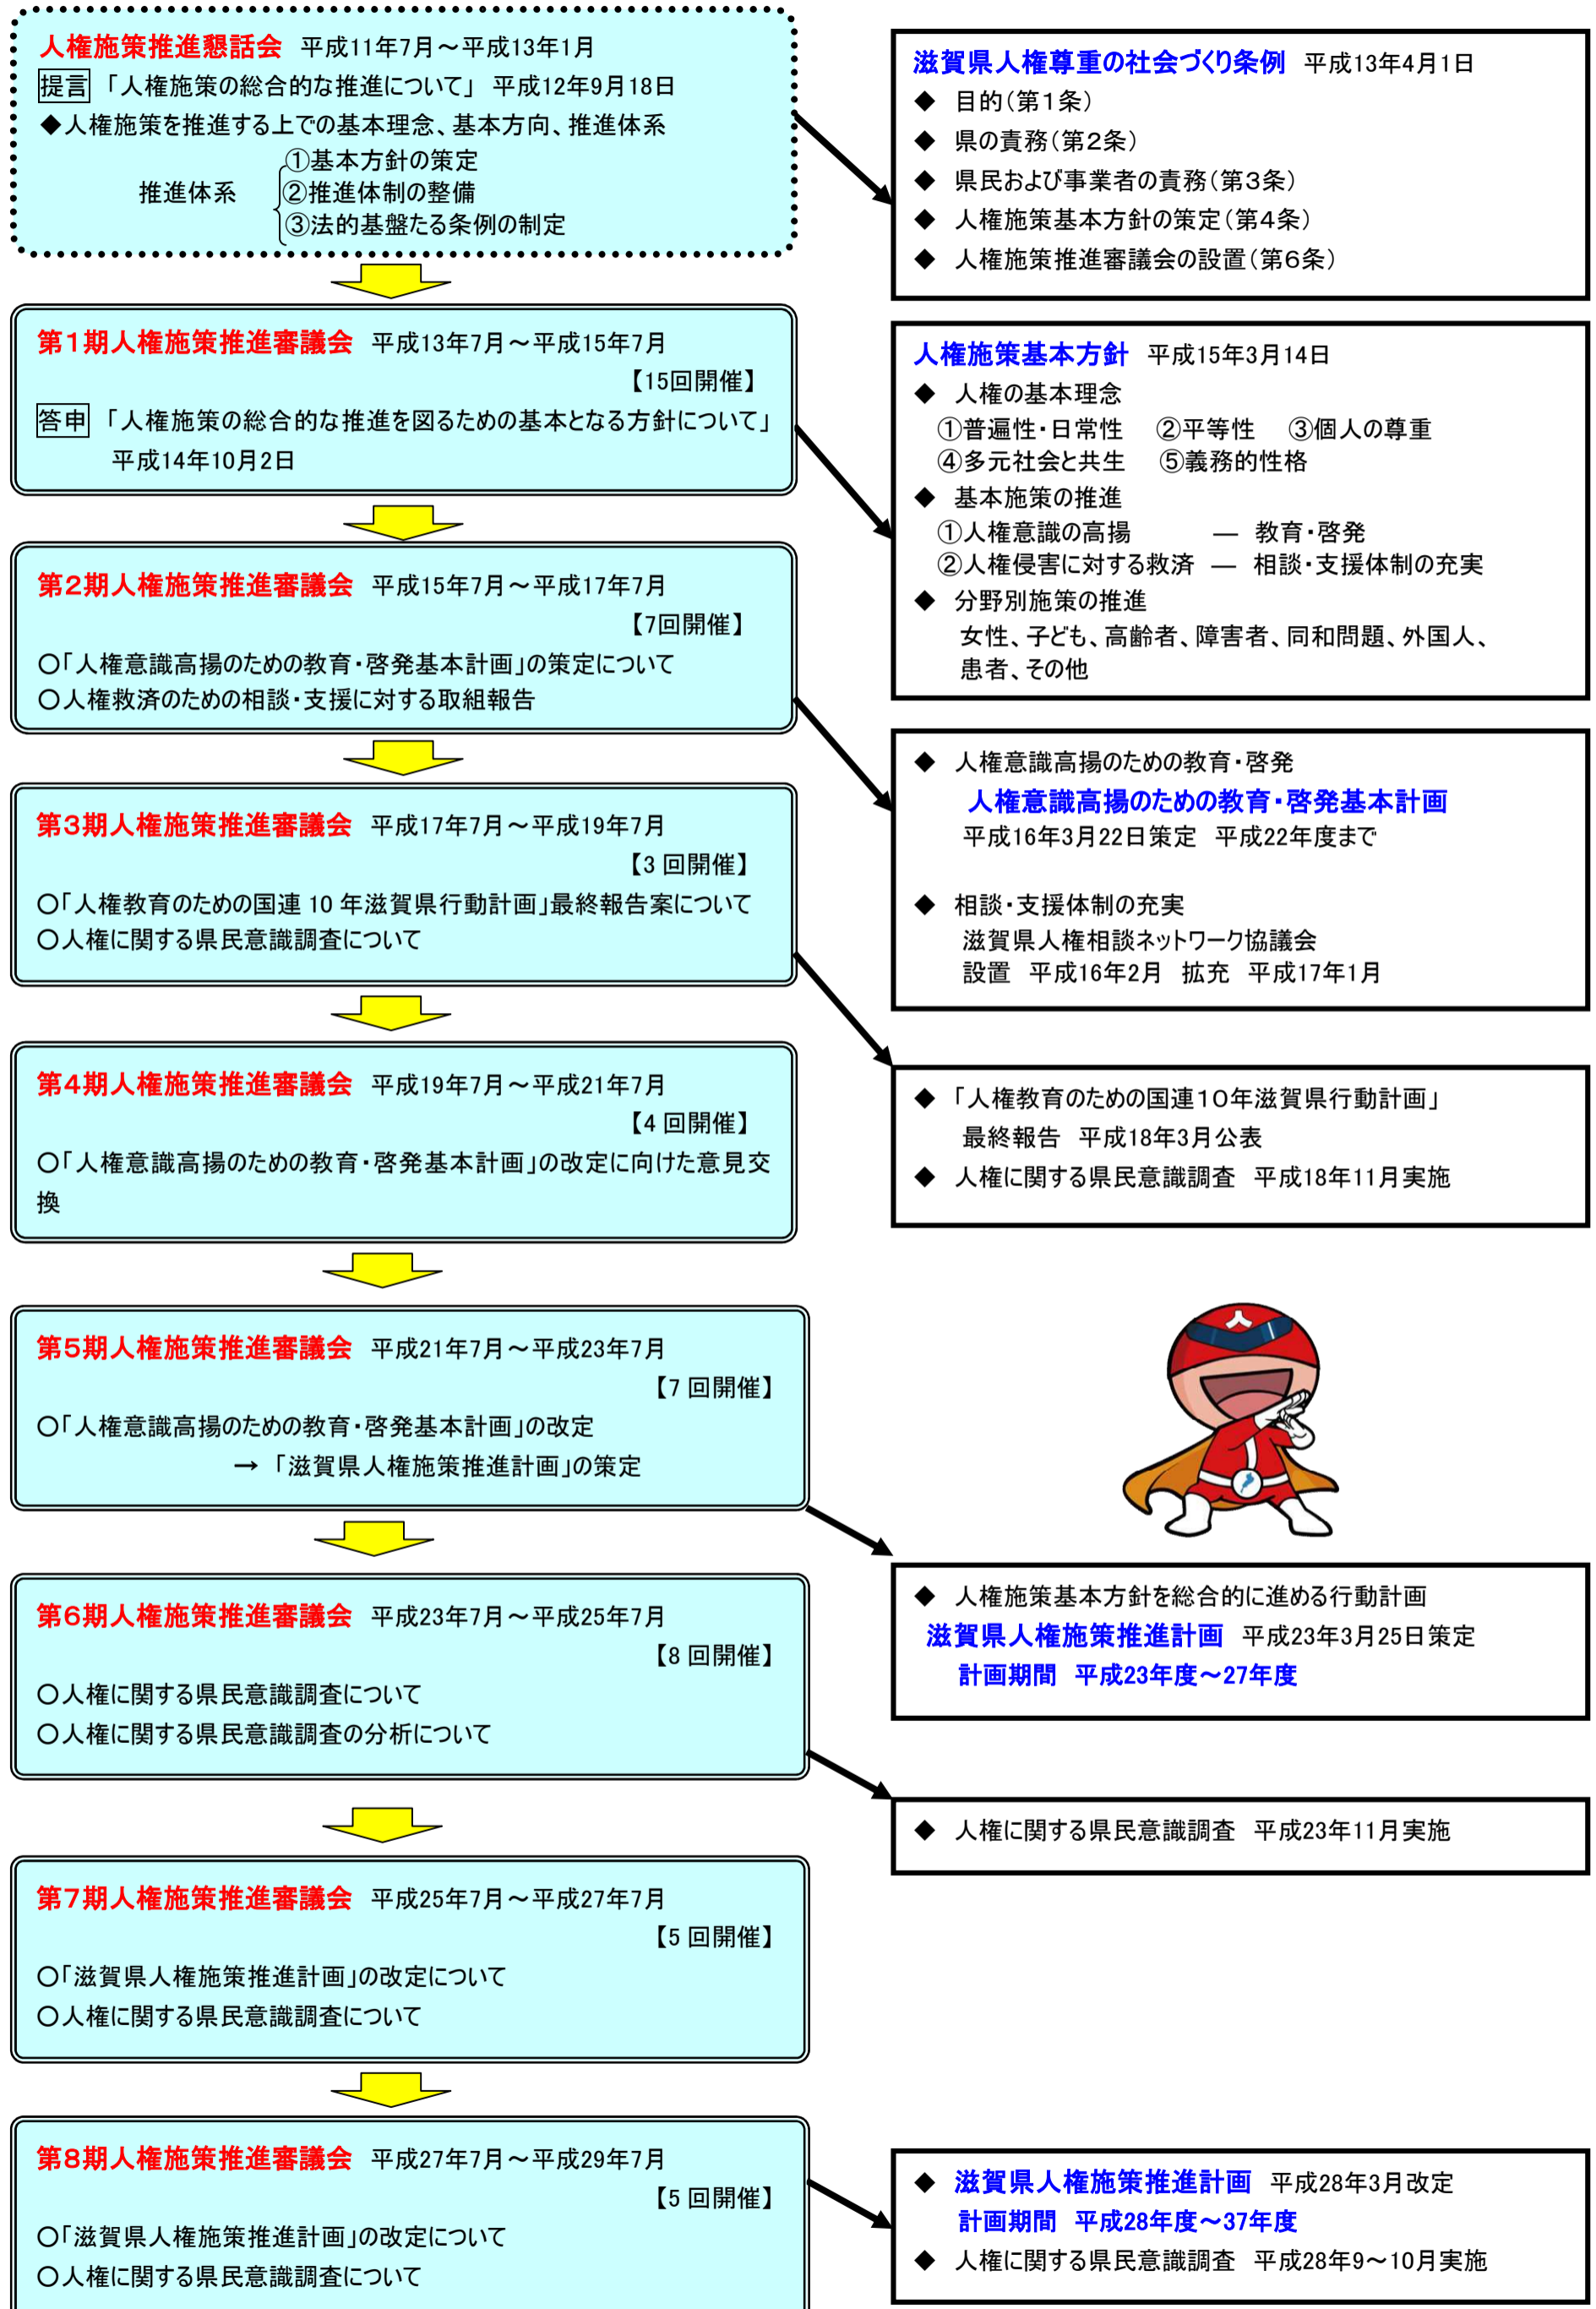 人権施策推進懇話会 平成11年7月～平成13年1月
提言 「人権施策の総合的な推進について」 平成12年9月18日
◆人権施策を推進する上での基本理念、基本方向、推進体系
①基本方針の策定
推進体系 ②推進体制の整備
③法的基盤たる条例の制定
滋賀県人権尊重の社会づくり条例 平成13年4月1日
◆ 目的（第1条）
◆ 県の責務（第2条）
◆ 県民および事業者の責務（第3条）
◆ 人権施策基本方針の策定（第4条）
◆ 人権施策推進審議会の設置（第6条）
第1期人権施策推進審議会 平成13年7月～平成15年7月
【15回開催】
答申 「人権施策の総合的な推進を図るための基本となる方針について」
平成14年10月2日
人権施策基本方針 平成15年3月14日
◆ 人権の基本理念
①普遍性・日常性 ②平等性 ③個人の尊重
④多元社会と共生 ⑤義務的性格
◆ 基本施策の推進
①人権意識の高揚 ― 教育・啓発
②人権侵害に対する救済 ― 相談・支援体制の充実
◆ 分野別施策の推進
女性、子ども、高齢者、障害者、同和問題、外国人、
患者、その他
第2期人権施策推進審議会 平成15年7月～平成17年7月
【7回開催】
○「人権意識高揚のための教育・啓発基本計画」の策定について
○人権救済のための相談・支援に対する取組報告
◆ 人権意識高揚のための教育・啓発
人権意識高揚のための教育・啓発基本計画
平成16年3月22日策定 平成22年度まで
◆ 相談・支援体制の充実
滋賀県人権相談ネットワーク協議会
設置 平成16年2月 拡充 平成17年1月
第3期人権施策推進審議会 平成17年7月～平成19年7月
【3 回開催】
○「人権教育のための国連 10 年滋賀県行動計画」最終報告案について
○人権に関する県民意識調査について
◆ 「人権教育のための国連10年滋賀県行動計画」
最終報告 平成18年3月公表
◆ 人権に関する県民意識調査 平成18年11月実施
第4期人権施策推進審議会 平成19年7月～平成21年7月
【4 回開催】
○「人権意識高揚のための教育・啓発基本計画」の改定に向けた意見交
換
第5期人権施策推進審議会 平成21年7月～平成23年7月
【7 回開催】
○「人権意識高揚のための教育・啓発基本計画」の改定
→ 「滋賀県人権施策推進計画」の策定
人
◆ 人権施策基本方針を総合的に進める行動計画
滋賀県人権施策推進計画 平成23年3月25日策定
計画期間 平成23年度～27年度
第6期人権施策推進審議会 平成23年7月～平成25年7月
【8 回開催】
○人権に関する県民意識調査について
○人権に関する県民意識調査の分析について
◆ 人権に関する県民意識調査 平成23年11月実施
第7期人権施策推進審議会 平成25年7月～平成27年7月
【5 回開催】
○「滋賀県人権施策推進計画」の改定について
○人権に関する県民意識調査について
第8期人権施策推進審議会 平成27年7月～平成29年7月
【5 回開催】
○「滋賀県人権施策推進計画」の改定について
○人権に関する県民意識調査について
◆ 滋賀県人権施策推進計画 平成28年3月改定
計画期間 平成28年度～37年度
◆ 人権に関する県民意識調査 平成28年9～10月実施